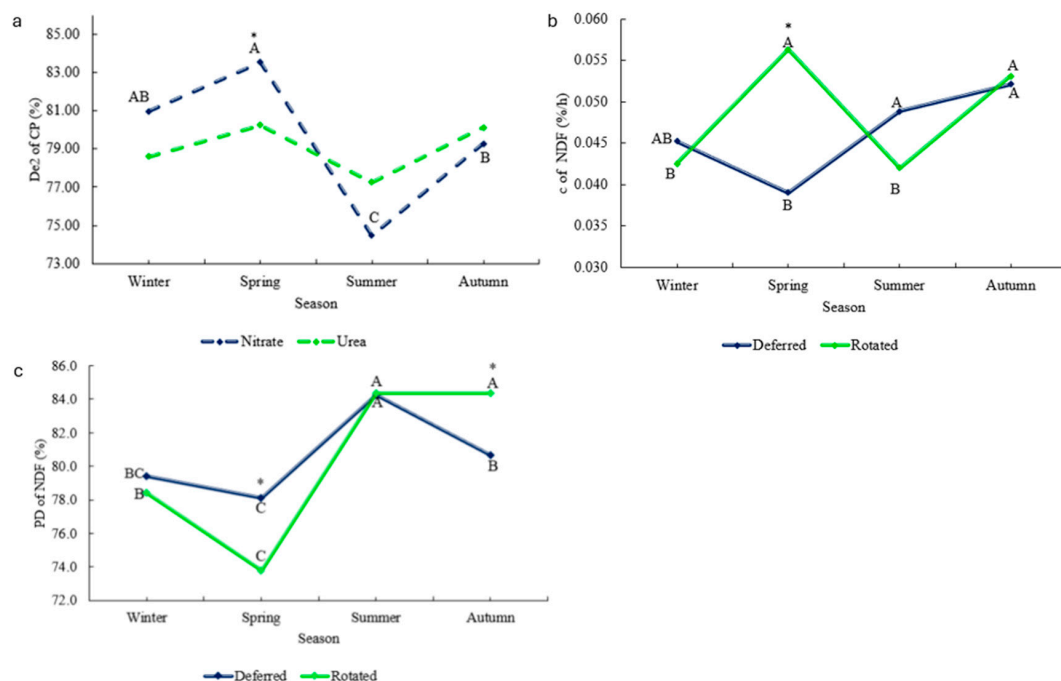 a
De2 of CP (%)
85.00
83.00
81.00
79.00
77.00
75.00
73.00
*
A
AB
C
B
Winter Spring Summer Autumn
Season
Nitrate Urea
b
c of NDF (%/h)
0.060
0.055
0.050
0.045
0.040
0.035
0.030
*
A
A
A
A
AB
B
B
B
Winter Spring Summer Autumn
Season
Deferred Rotated
c
PD of NDF (%)
86.0
84.0
82.0
80.0
78.0
76.0
74.0
72.0
*
A
A
A
BC
B
B
*
C
C
Winter Spring Summer Autumn
Season
Deferred Rotated